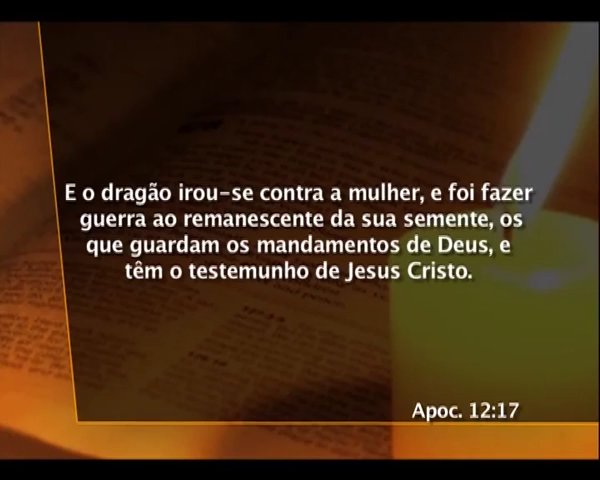 E o dragão irou-se contra a mulher, e foi fazer
guerra ao remanescente da sua semente, os
que guardam os mandamentos de Deus, e
têm o testemunho de Jesus Cristo.
Apoc. 12:17